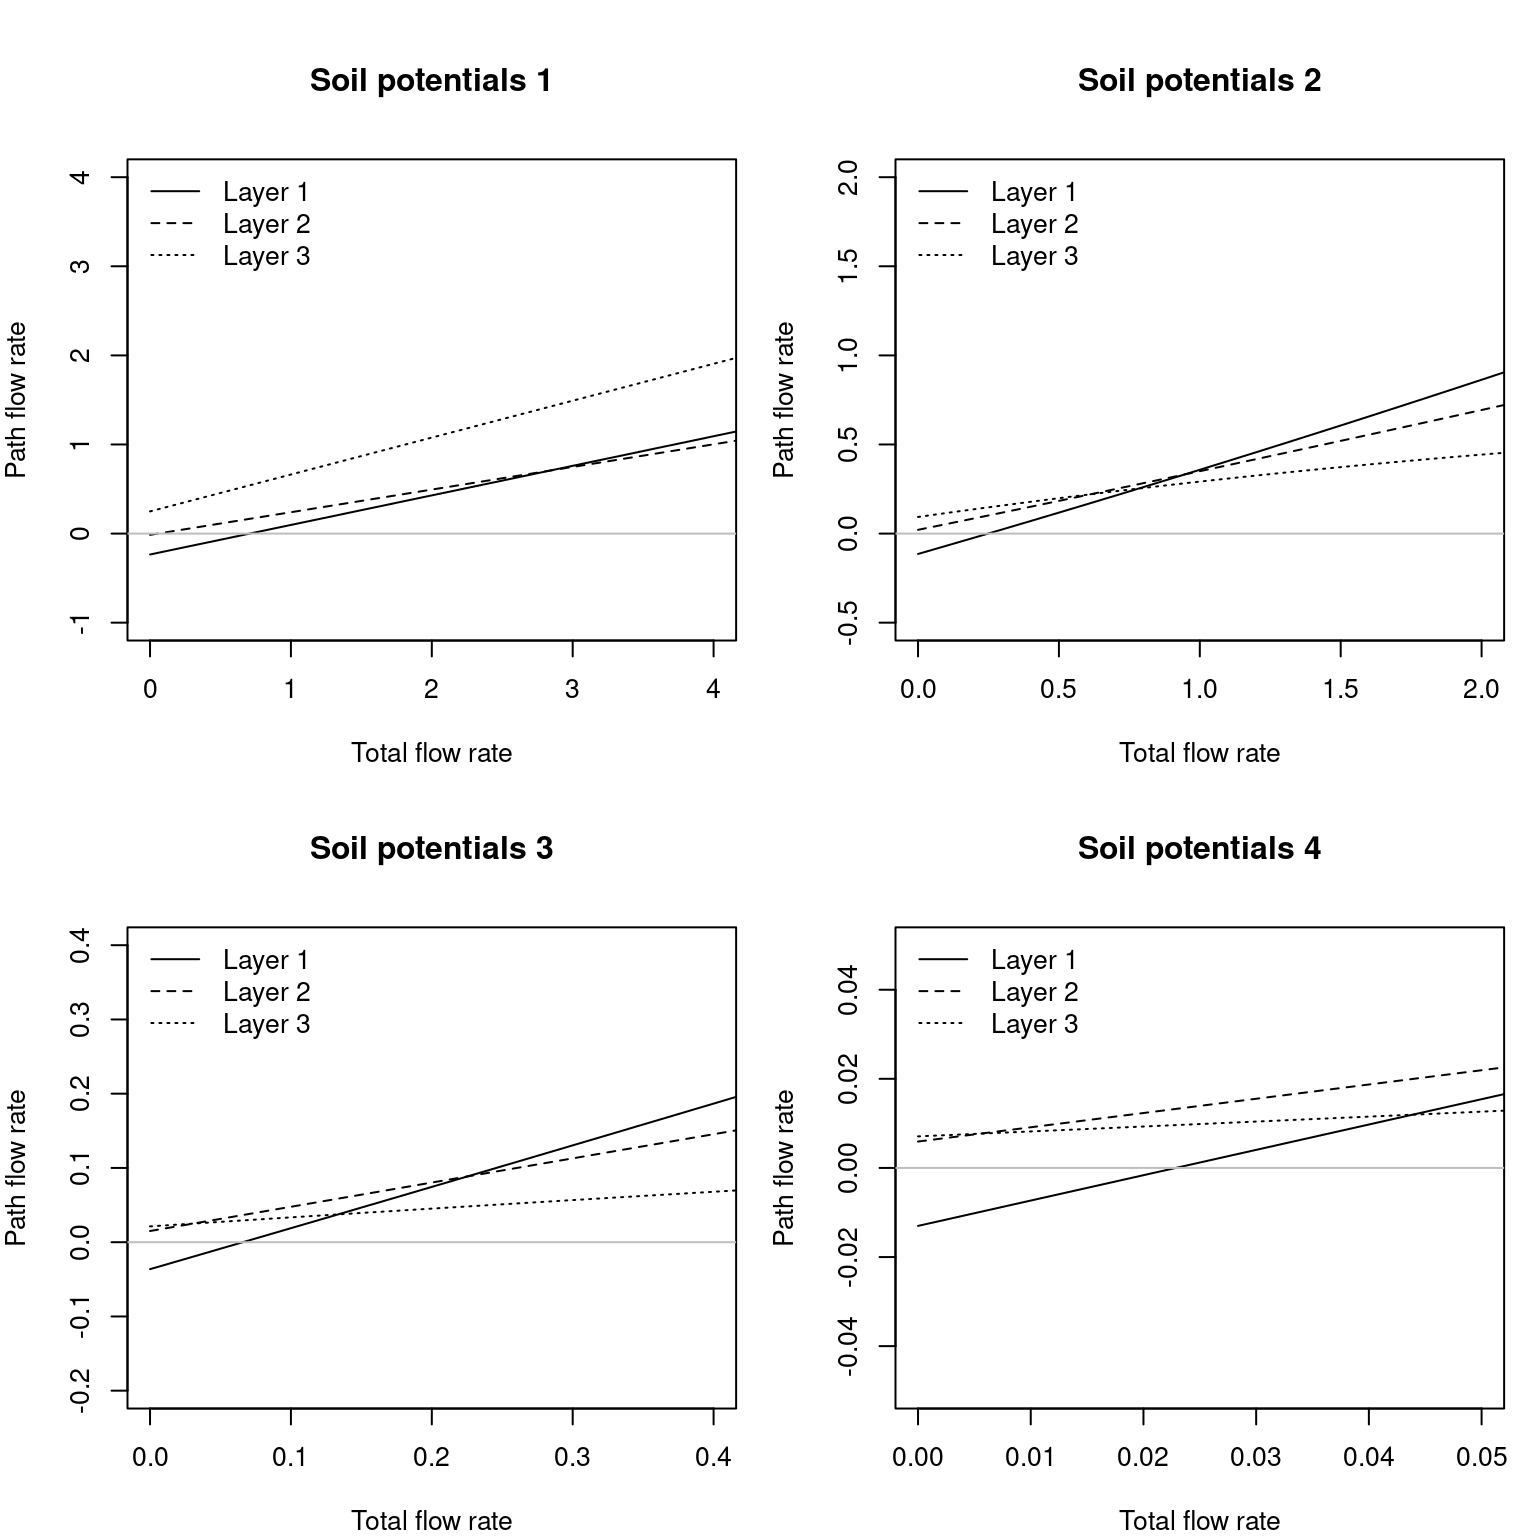 Soil potentials 1
Layer 1
Layer 2
Layer 3
Path flow rate
4
3
2
1
0
-1
0 1 2 3 4
Total flow rate
Soil potentials 2
Layer 1
Layer 2
Layer 3
Path flow rate
2.0
1.5
1.0
0.5
0.0
-0.5
0.0 0.5 1.0 1.5 2.0
Total flow rate
Soil potentials 3
Layer 1
Layer 2
Layer 3
Path flow rate
0.4
0.3
0.2
0.1
0.0
-0.1
-0.2
0.0 0.1 0.2 0.3 0.4
Total flow rate
Soil potentials 4
Layer 1
Layer 2
Layer 3
Path flow rate
0.04
0.02
0.00
-0.02
-0.04
0.00 0.01 0.02 0.03 0.04 0.05
Total flow rate